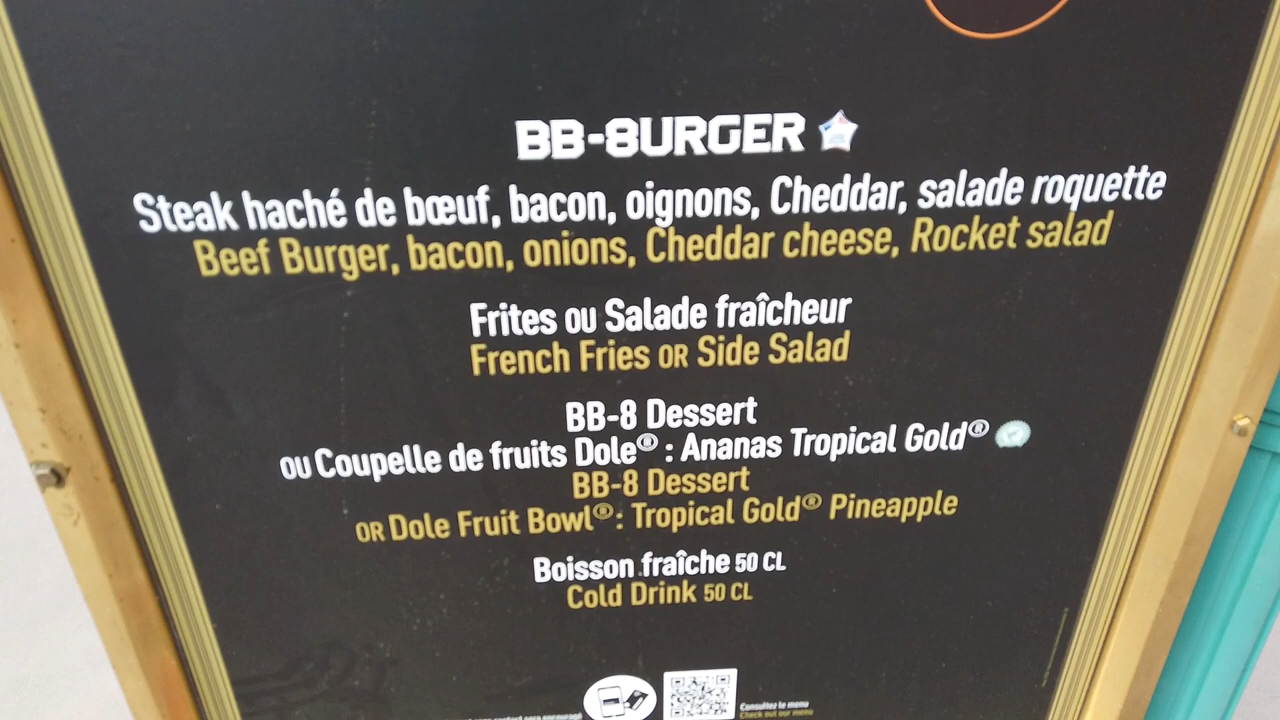 BB-8URGER
Steak haché de bœuf, bacon, oignons, Cheddar, salade roquette
Beef Burger, bacon, onions, Cheddar cheese, Rocket salad
Frites OU Salade fraîcheur
French Fries OR Side Salad
BB-8 Dessert
OU Coupelle de fruits Dole® : Ananas Tropical Gold®
BB-8 Dessert
OR Dole Fruit Bowl® : Tropical Gold® Pineapple
Boisson fraîche 50 CL
Cold Drink 50 CL
Consultez le menu
Check out our menu